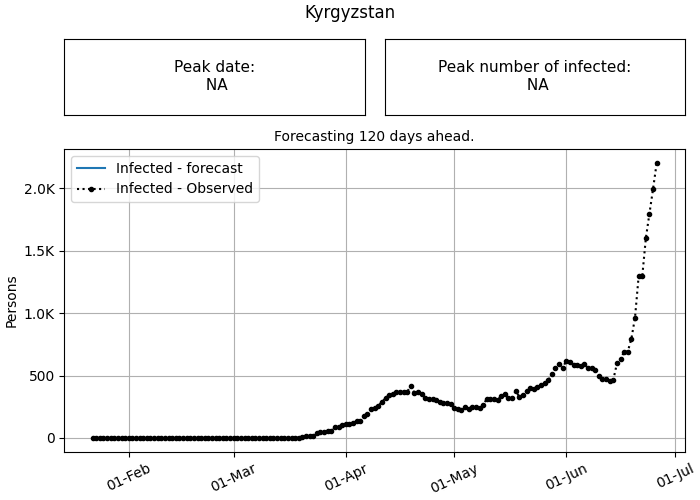 Kyrgyzstan
Peak date:
NA
Peak number of infected:
NA
Forecasting 120 days ahead.
Infected - forecast
Infected - Observed
2.0K
1.5K
1.0K
500
0
Persons
01-Feb
01-Mar
01-Apr
01-May
01-Jun
01-Jul